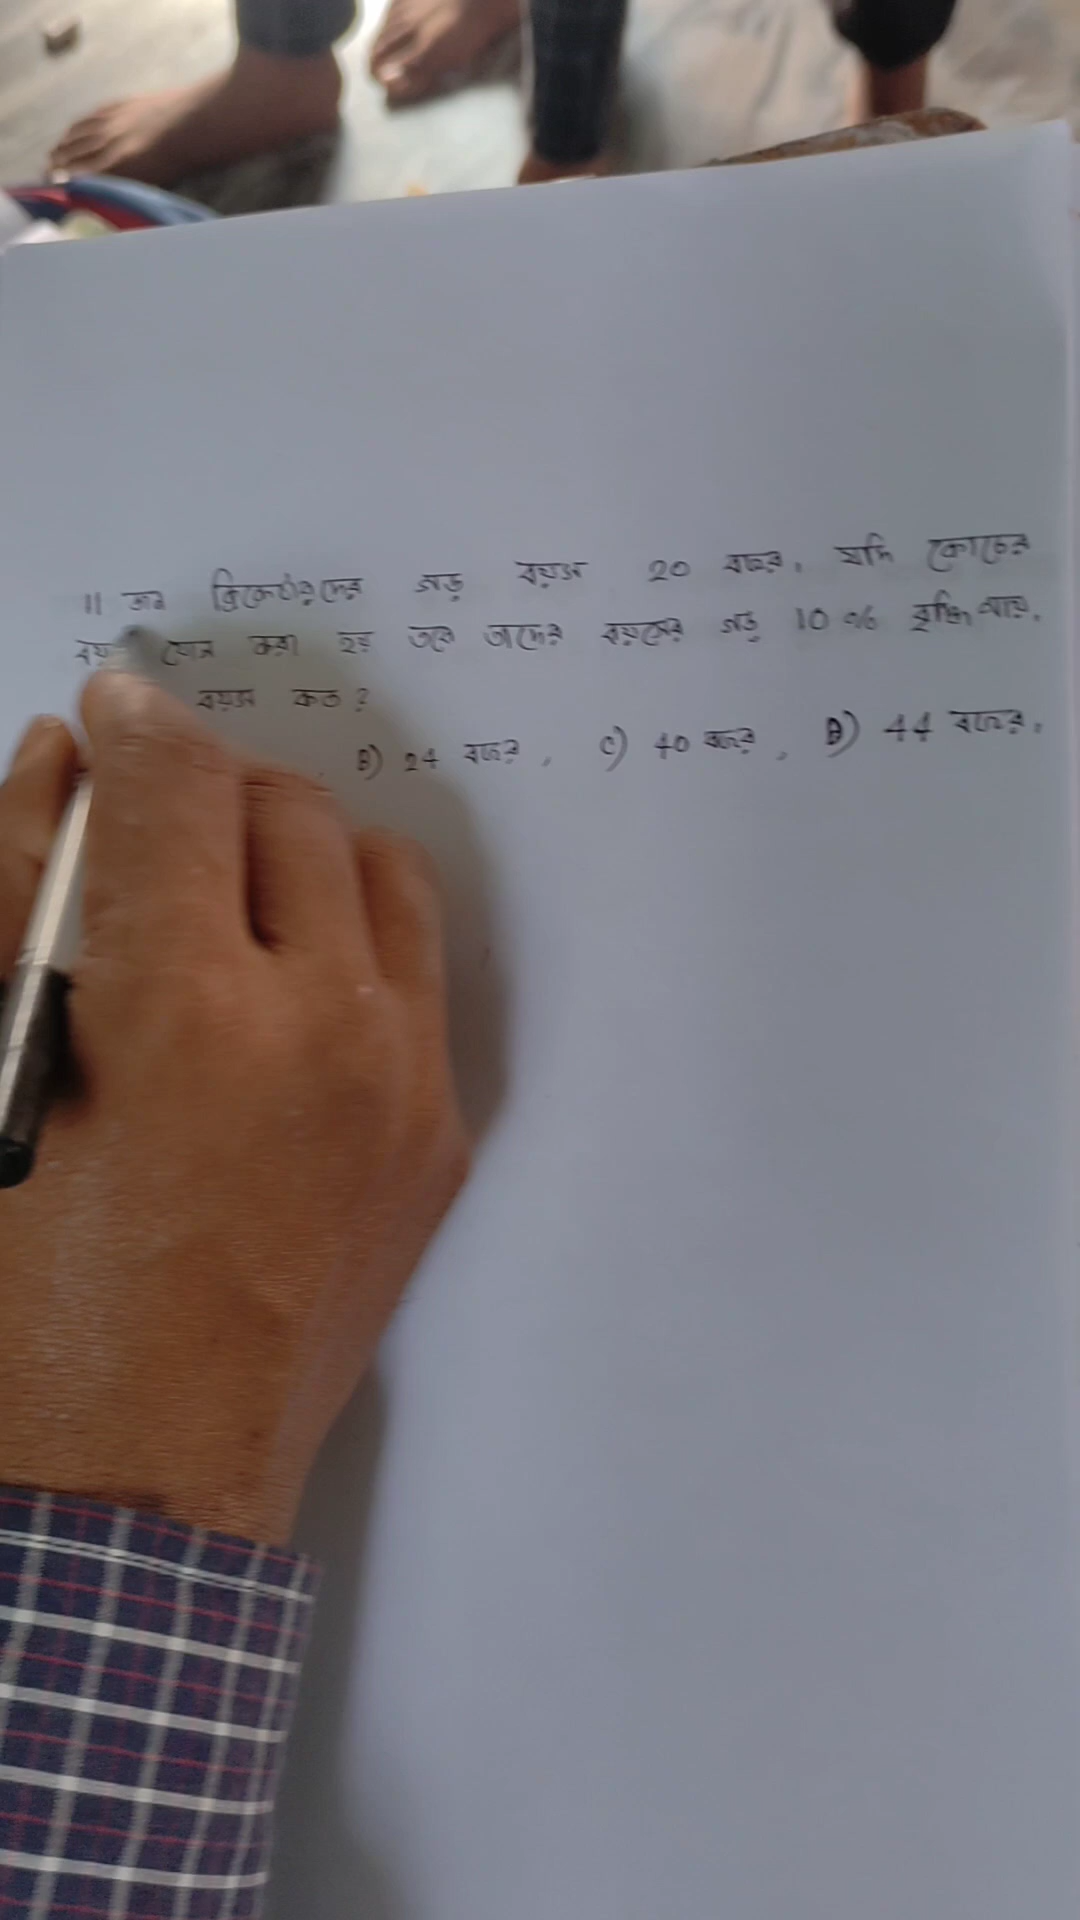 11 জন ক্রিকেটারদের গড় বয়স 20 বছর, যদি কোচের
যোগ করা হয় তবে তাদের বয়সের গড় 10% বৃদ্ধি পায়,
বয়স কত?
B) 24 বছর, C) 40 বছর, D) 44 বছর,